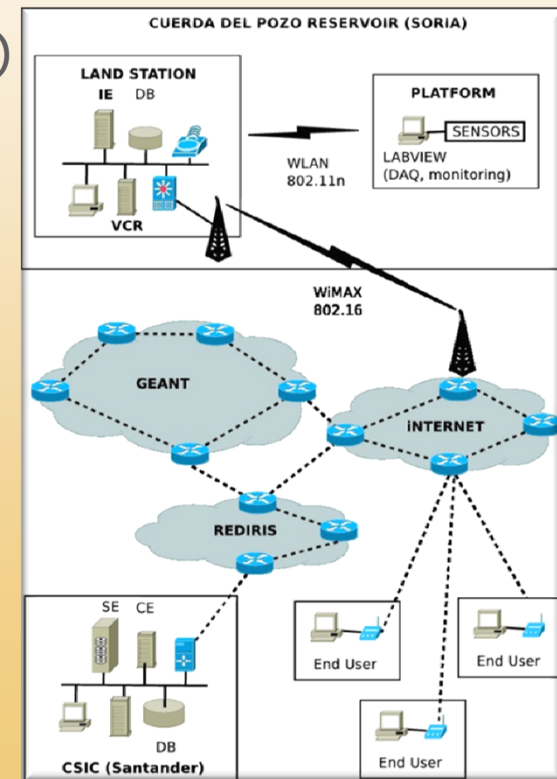 CUERDA DEL POZO RESERVOIR (SORIA)
LAND STATION
IE DB
VCR
WLAN
802.11n
PLATFORM
SENSORS
LABVIEW
(DAQ, monitoring)
WiMAX
802.16
GEANT
iNTERNET
REDIRIS
SE CE
DB
CSIC (Santander)
End User
End User
End User